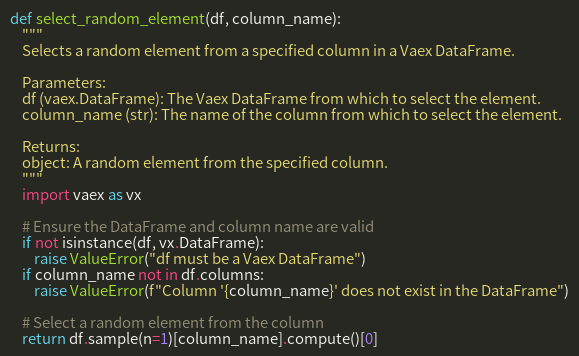 def select_random_element(df, column_name):
    """
    Selects a random element from a specified column in a Vaex DataFrame.

    Parameters:
    df (vaex.DataFrame): The Vaex DataFrame from which to select the element.
    column_name (str): The name of the column from which to select the element.

    Returns:
    object: A random element from the specified column.
    """
    import vaex as vx

    # Ensure the DataFrame and column name are valid
    if not isinstance(df, vx.DataFrame):
        raise ValueError("df must be a Vaex DataFrame")
    if column_name not in df.columns:
        raise ValueError(f"Column '{column_name}' does not exist in the DataFrame")

    # Select a random element from the column
    return df.sample(n=1)[column_name].compute()[0]